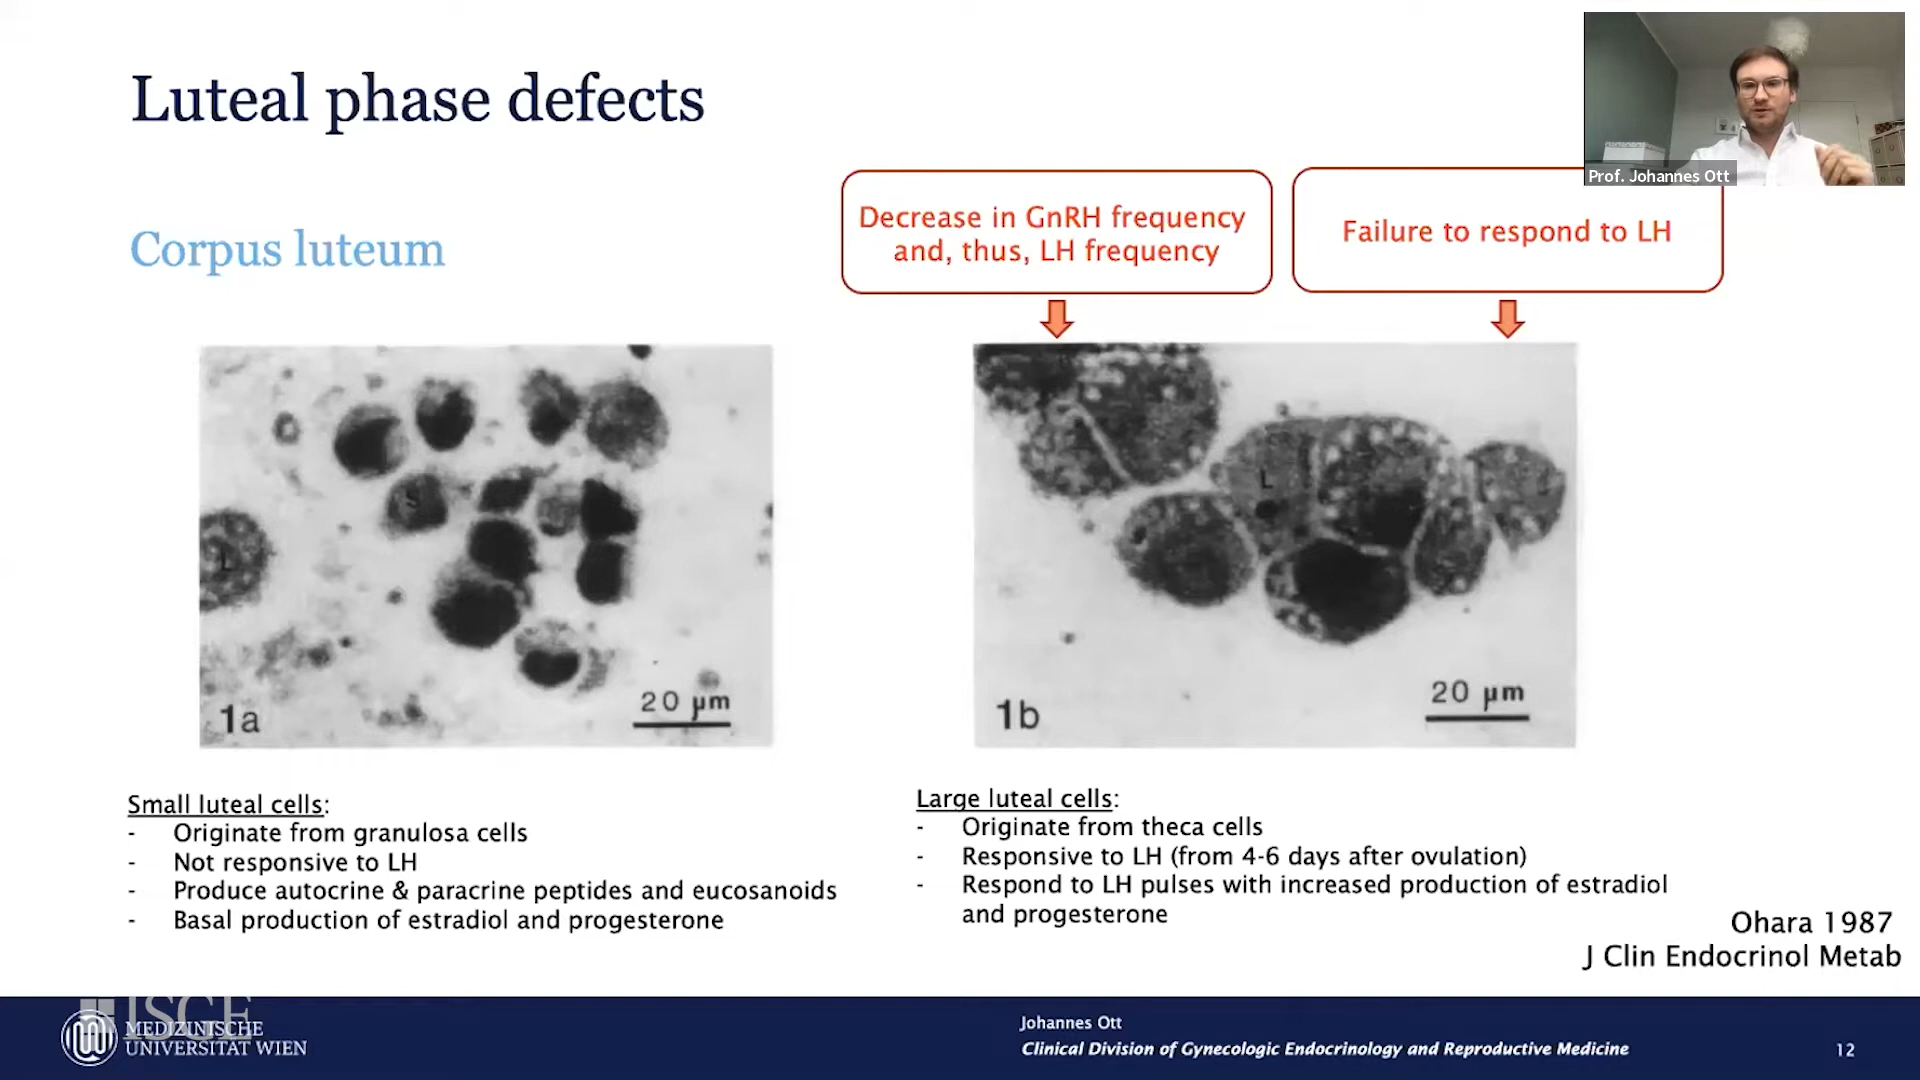 Luteal phase defects
Prof. Johannes Ott
Corpus luteum
Decrease in GnRH frequency
and, thus, LH frequency
Failure to respond to LH
S
L
1a
20 µm
L
1b
20 µm
Small luteal cells:
- Originate from granulosa cells
- Not responsive to LH
- Produce autocrine & paracrine peptides and eucosanoids
- Basal production of estradiol and progesterone
Large luteal cells:
- Originate from theca cells
- Responsive to LH (from 4-6 days after ovulation)
- Respond to LH pulses with increased production of estradiol
and progesterone
Ohara 1987
J Clin Endocrinol Metab
ISGE
MEDIZINISCHE
UNIVERSITÄT WIEN
Johannes Ott
Clinical Division of Gynecologic Endocrinology and Reproductive Medicine
12